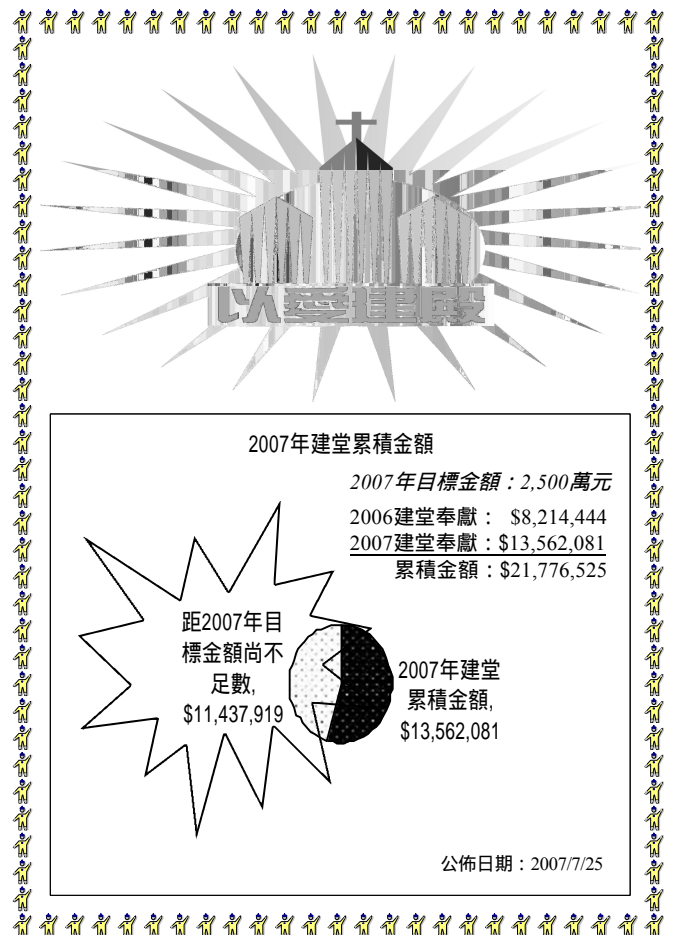 以愛建殿
2007年建堂累積金額
2007年目標金額：2,500萬元
2006建堂奉獻： $8,214,444
2007建堂奉獻：$13,562,081
累積金額：$21,776,525
距2007年目
標金額尚不
足數,
$11,437,919
2007年建堂
累積金額,
$13,562,081
公佈日期：2007/7/25